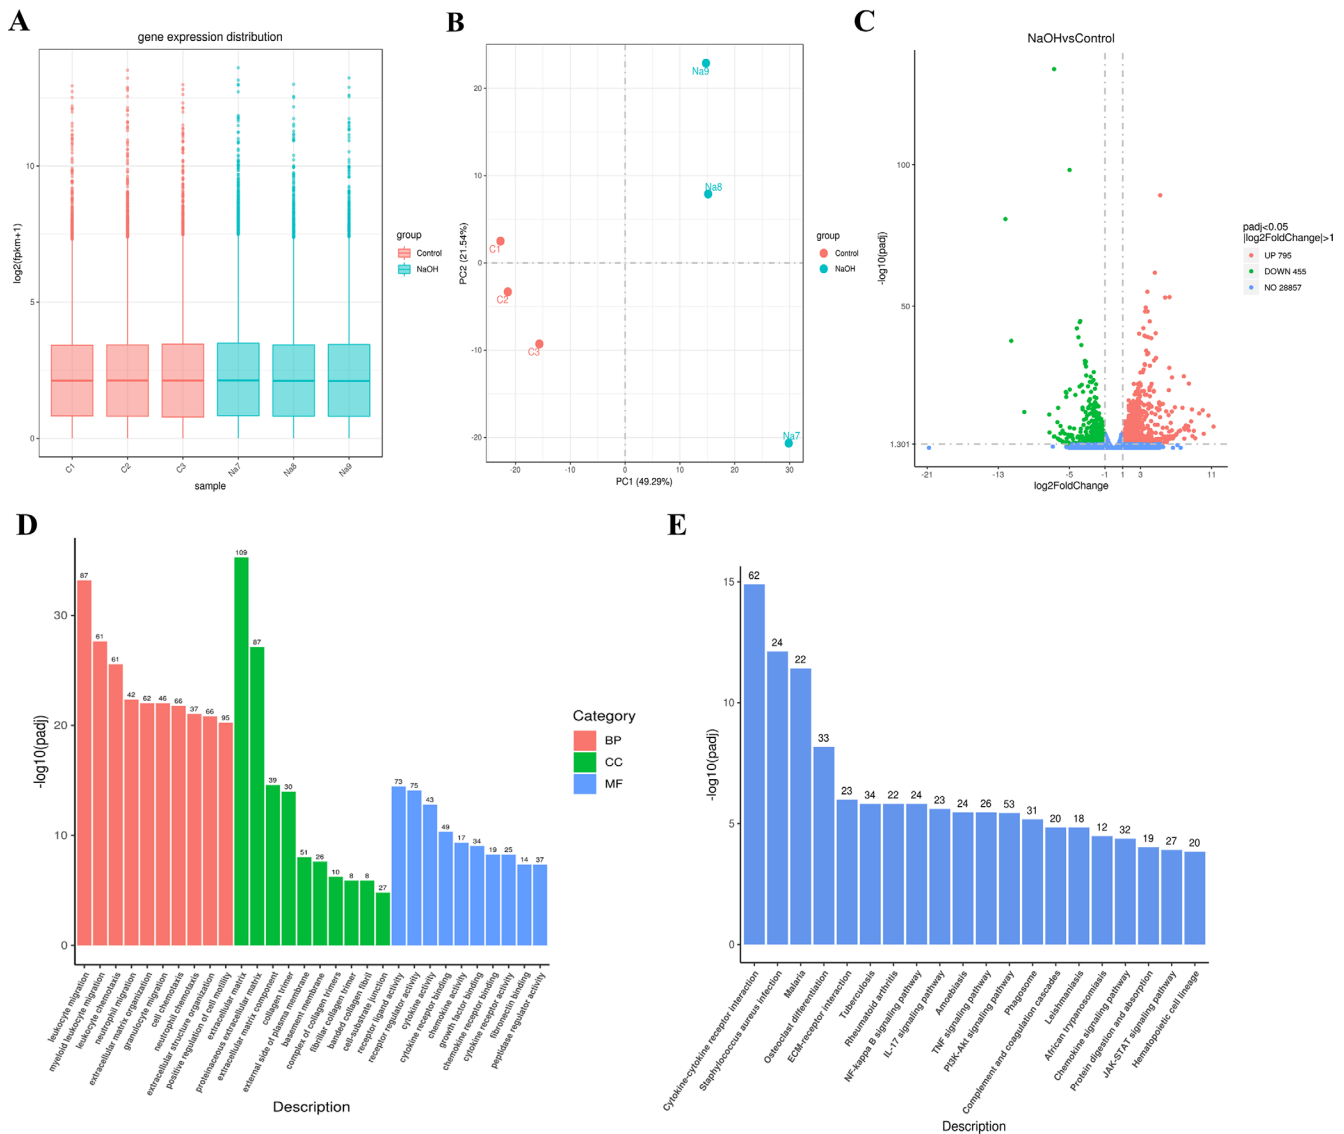 A
gene expression distribution
log2(fpkm+1)
10
5
0
C1
C2
C3
Na7
Na8
Na9
sample
group
Control
NaOH
B
PC2 (21.54%)
20
10
0
-10
-20
Na9
Na8
C1
C2
C3
Na7
-20
-10
0
10
20
30
PC1 (49.29%)
group
Control
NaOH
C
NaOHvsControl
-log10(padj)
100
50
1.301
-21
-13
-5
-1
1
3
11
log2FoldChange
padj<0.05
|log2FoldChange|>1
UP 795
DOWN 455
NO 28857
D
-log10(padj)
30
20
10
0
87
61
61
42
62
46
66
37
66
95
109
87
39
30
51
26
10
8
8
27
73
75
43
49
17
34
19
25
14
37
leukocyte migration
myeloid leukocyte migration
leukocyte chemotaxis
neutrophil migration
extracellular matrix organization
granulocyte migration
cell chemotaxis
neutrophil chemotaxis
extracellular structure organization
positive regulation of cell motility
extracellular matrix
proteinaceous extracellular matrix
extracellular matrix component
collagen trimer
external side of plasma membrane
basement membrane
complex of collagen trimers
fibrillar collagen trimer
banded collagen fibril
cell-substrate junction
receptor ligand activity
receptor regulator activity
cytokine activity
cytokine receptor binding
chemokine activity
growth factor binding
chemokine receptor binding
cytokine receptor activity
fibronectin binding
peptidase regulator activity
Description
Category
BP
CC
MF
E
-log10(padj)
15
10
5
0
62
24
22
33
23
34
22
24
23
24
26
53
31
20
18
12
32
19
27
20
Cytokine-cytokine receptor interaction
Staphylococcus aureus infection
Malaria
Osteoclast differentiation
ECM-receptor interaction
Tuberculosis
Rheumatoid arthritis
NF-kappa B signaling pathway
IL-17 signaling pathway
Amoebiasis
TNF signaling pathway
PI3K-Akt signaling pathway
Phagosome
Complement and coagulation cascades
Leishmaniasis
African trypanosomiasis
Chemokine signaling pathway
Protein digestion and absorption
JAK-STAT signaling pathway
Hematopoietic cell lineage
Description